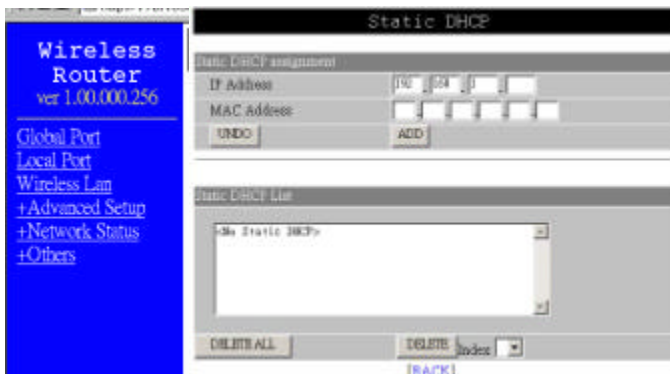 Wireless
Router
ver 1.00.000.256
Global Port
Local Port
Wireless Lan
+Advanced Setup
+Network Status
+Others
Static DHCP
Static DHCP assignment
IP Address 192 . 168 . 1 .
MAC Address
UNDO ADD
Static DHCP List
<No Static DHCP>
DELETE ALL DELETE Index
[BACK]